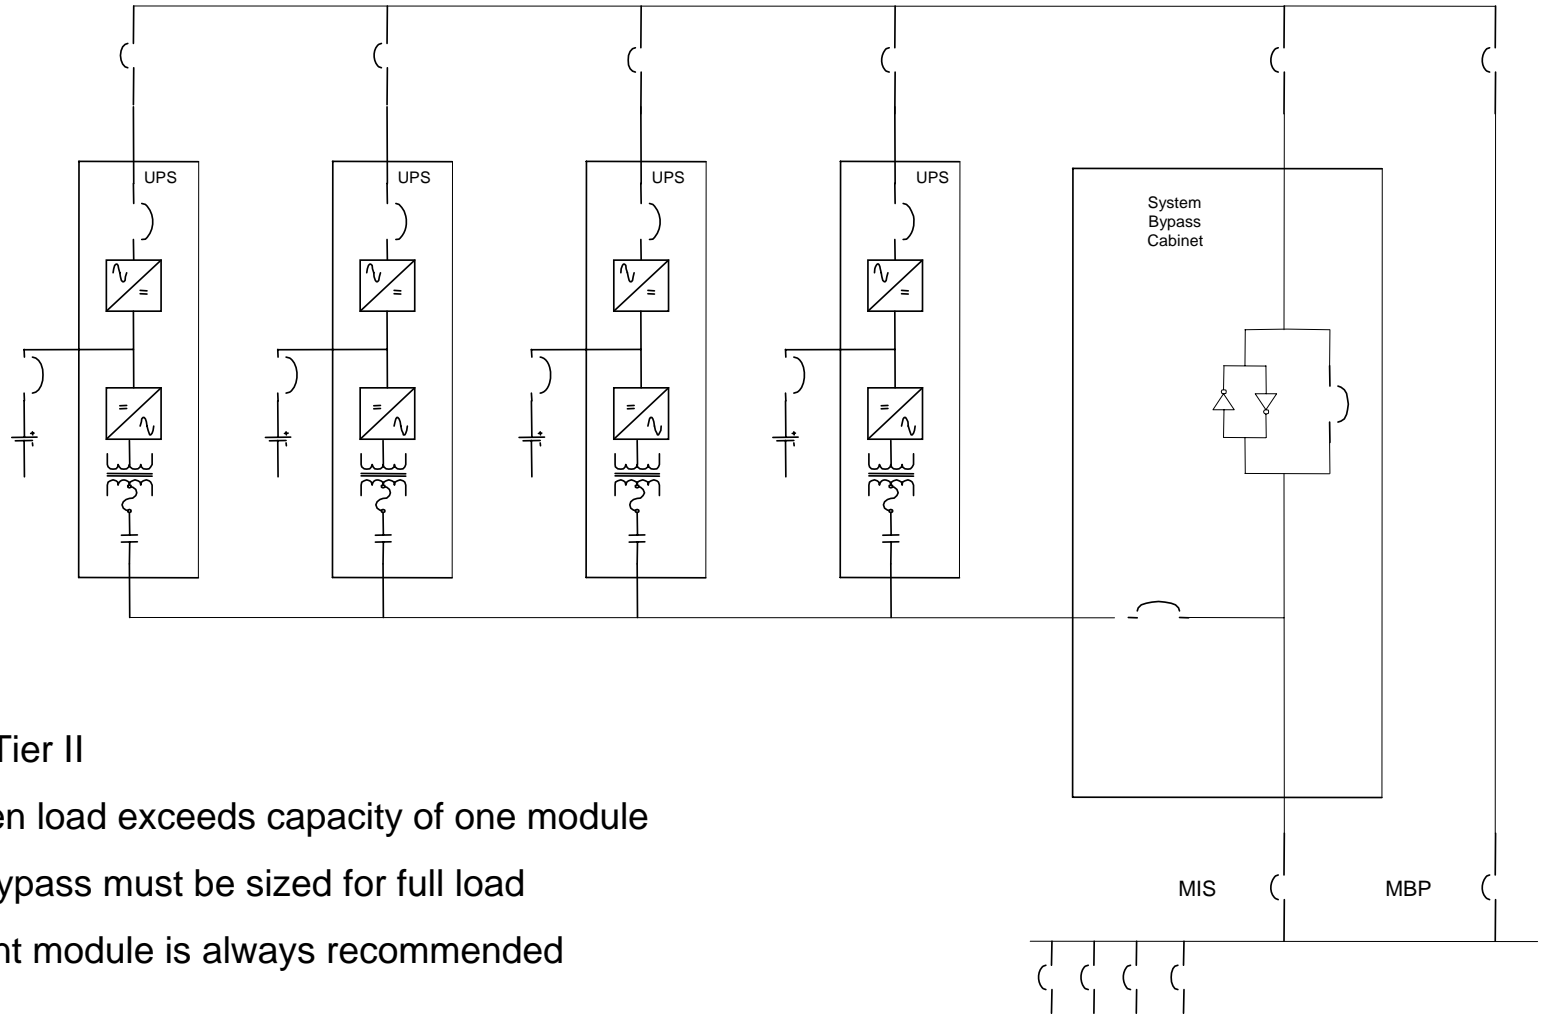 UPS
UPS
UPS
UPS
System
Bypass
Cabinet
Tier II
en load exceeds capacity of one module
ypass must be sized for full load
nt module is always recommended
MIS
MBP